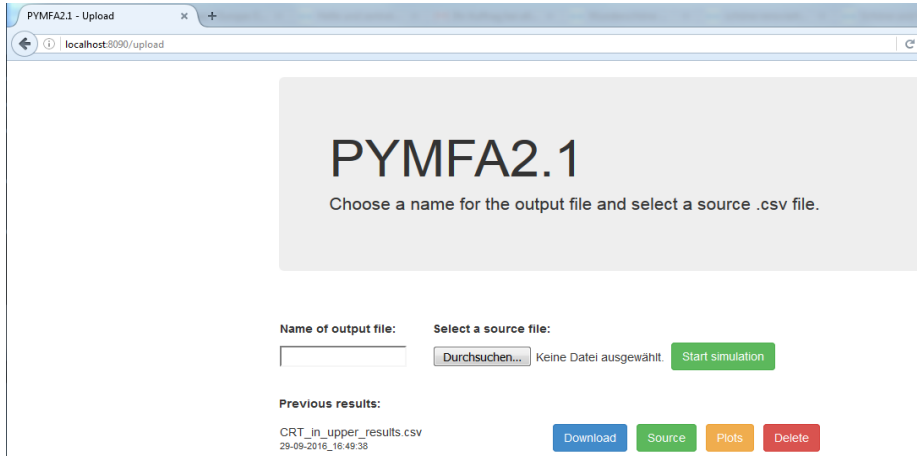 PYMFA2.1 - Upload
localhost:8090/upload
PYMFA2.1
Choose a name for the output file and select a source .csv file.
Name of output file: Select a source file:
Durchsuchen... Keine Datei ausgewählt. Start simulation
Previous results:
CRT_in_upper_results.csv
29-09-2016_16:49:38
Download Source Plots Delete